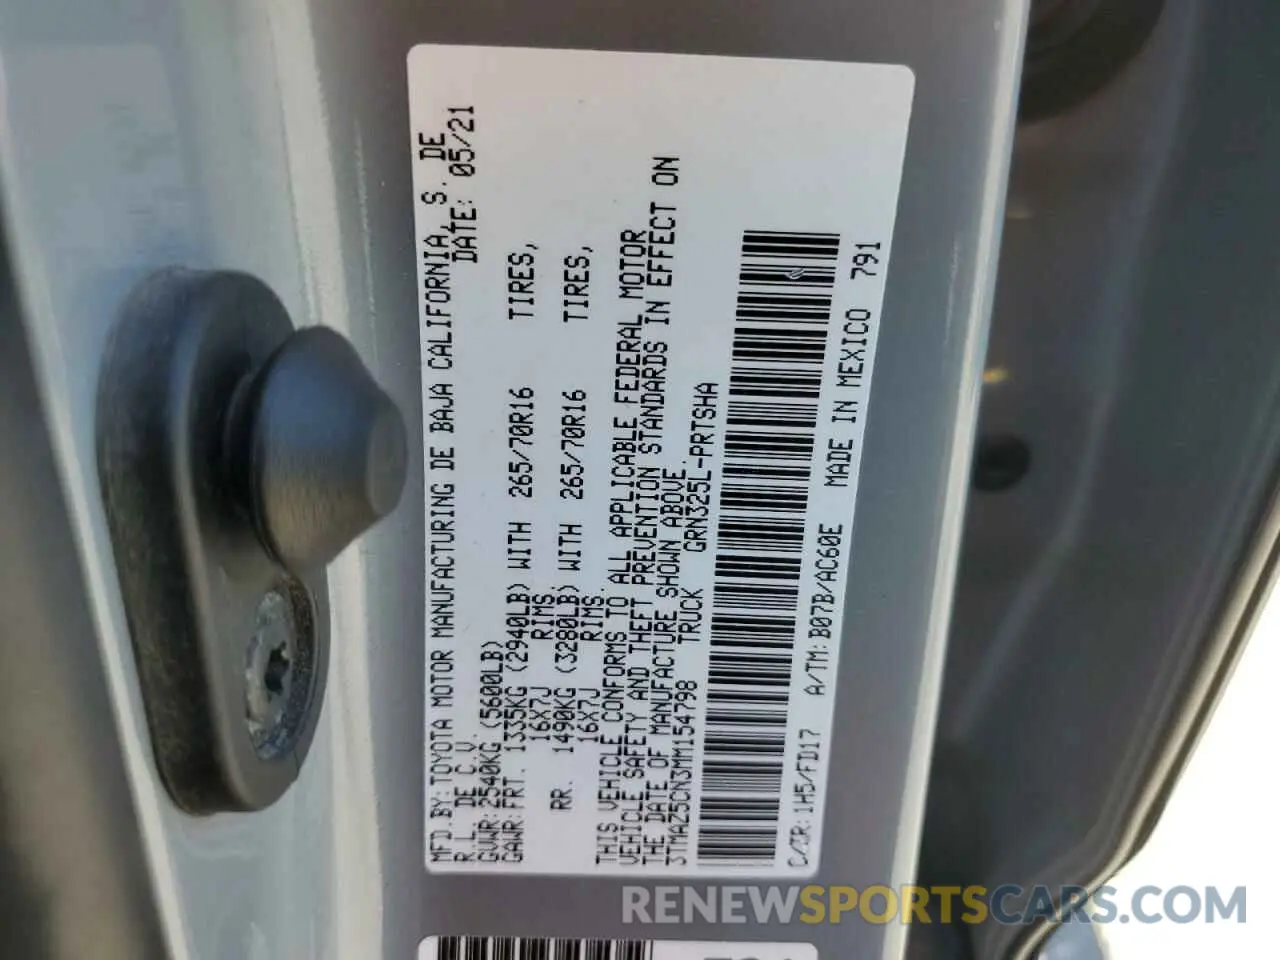 MFD.BY:TOYOTA MOTOR MANUFACTURING DE BAJA CALIFORNIA, S. DE
R.L. DE C.V. DATE: 05/21
GVWR:2540KG (5600LB)
GAWR:FRT. 1335KG (2940LB) WITH 265/70R16 TIRES,
16X7J RIMS,
RR. 1490KG (3280LB) WITH 265/70R16 TIRES,
16X7J RIMS.
THIS VEHICLE CONFORMS TO ALL APPLICABLE FEDERAL MOTOR
VEHICLE SAFETY AND THEFT PREVENTION STANDARDS IN EFFECT ON
THE DATE OF MANUFACTURE SHOWN ABOVE.
3TMAZ5CN3MM154798 TRUCK GRN325L-PRTSHA
C/TR:1H5/FD17 A/TM:B07B/AC60E MADE IN MEXICO 791
RENEWSPORTSCARS.COM